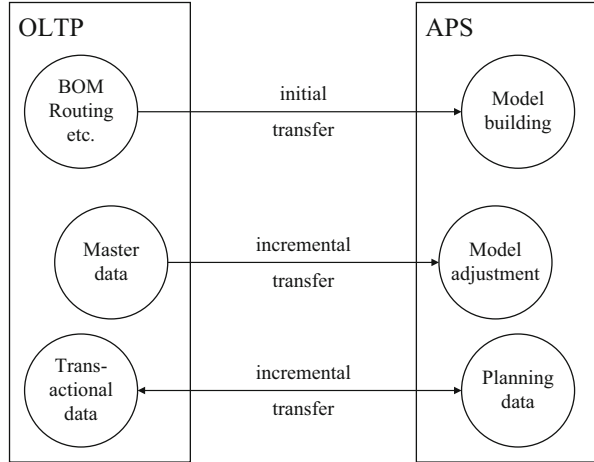 OLTP
APS
BOM
Routing
etc.
initial
transfer
Model
building
Master
data
incremental
transfer
Model
adjustment
Trans-
actional
data
incremental
transfer
Planning
data